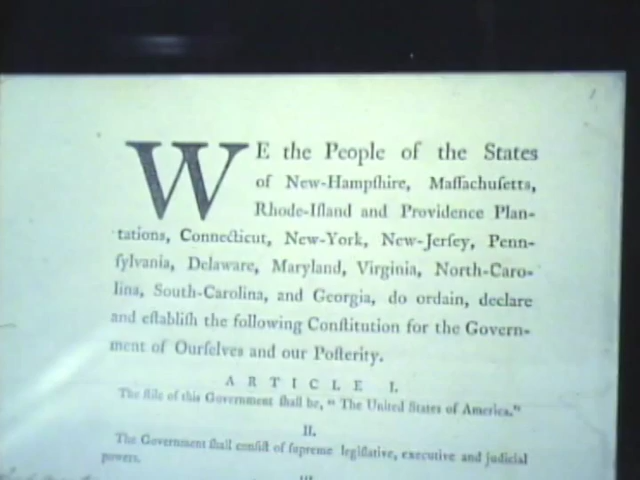 WE the People of the States
of New-Hampſhire, Maſſachuſetts,
Rhode-Iſland and Providence Plan-
tations, Connecticut, New-York, New-Jerſey, Penn-
ſylvania, Delaware, Maryland, Virginia, North-Caro-
lina, South-Carolina, and Georgia, do ordain, declare
and eſtabliſh the following Conſtitution for the Govern-
ment of Ourſelves and our Poſterity.
ARTICLE I.
The ſtile of this Government ſhall be, "The United States of America."
II.
The Government ſhall conſiſt of ſupreme legiſlative, executive and judicial
powers.